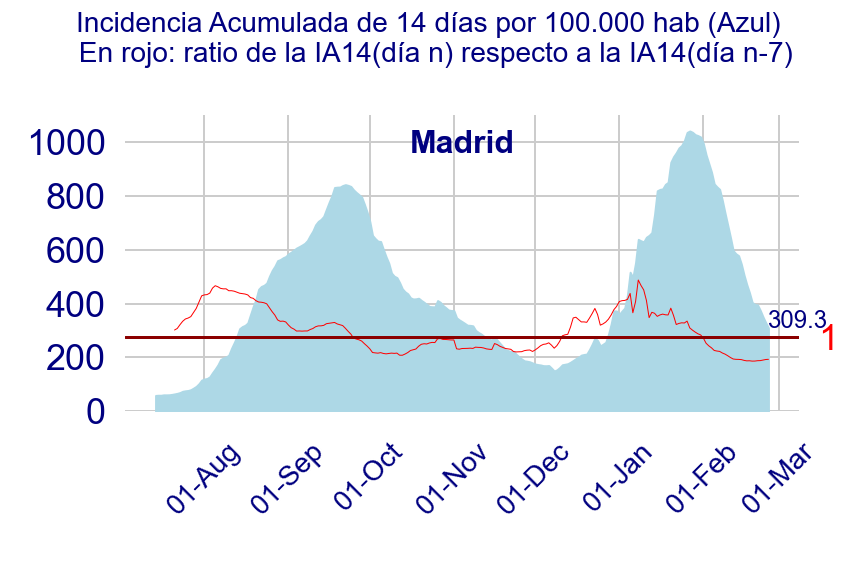 Incidencia Acumulada de 14 días por 100.000 hab (Azul)
En rojo: ratio de la IA14(día n) respecto a la IA14(día n-7)
Madrid
1000
800
600
400
200
0
309.3
1
01-Aug
01-Sep
01-Oct
01-Nov
01-Dec
01-Jan
01-Feb
01-Mar